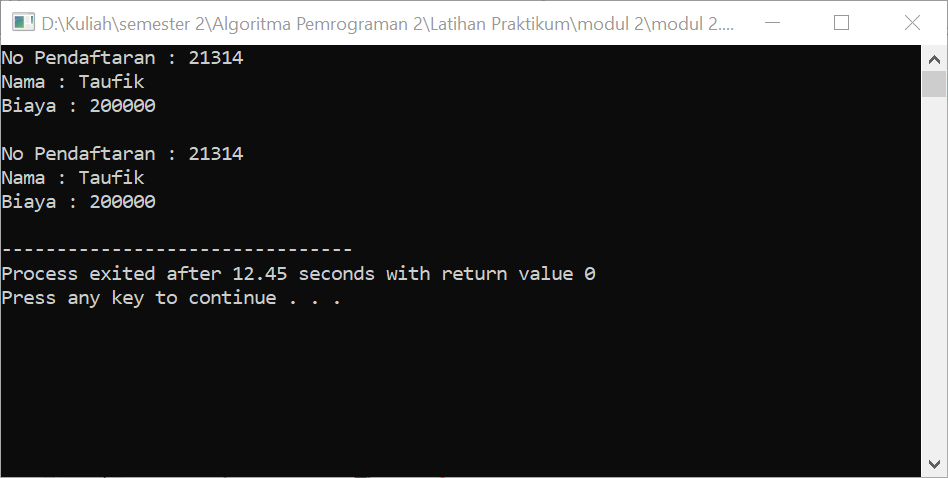 D:\Kuliah\semester 2\Algoritma Pemrograman 2\Latihan Praktikum\modul 2\modul 2....
No Pendaftaran : 21314
Nama : Taufik
Biaya : 200000
No Pendaftaran : 21314
Nama : Taufik
Biaya : 200000
--------------------------------
Process exited after 12.45 seconds with return value 0
Press any key to continue . . .